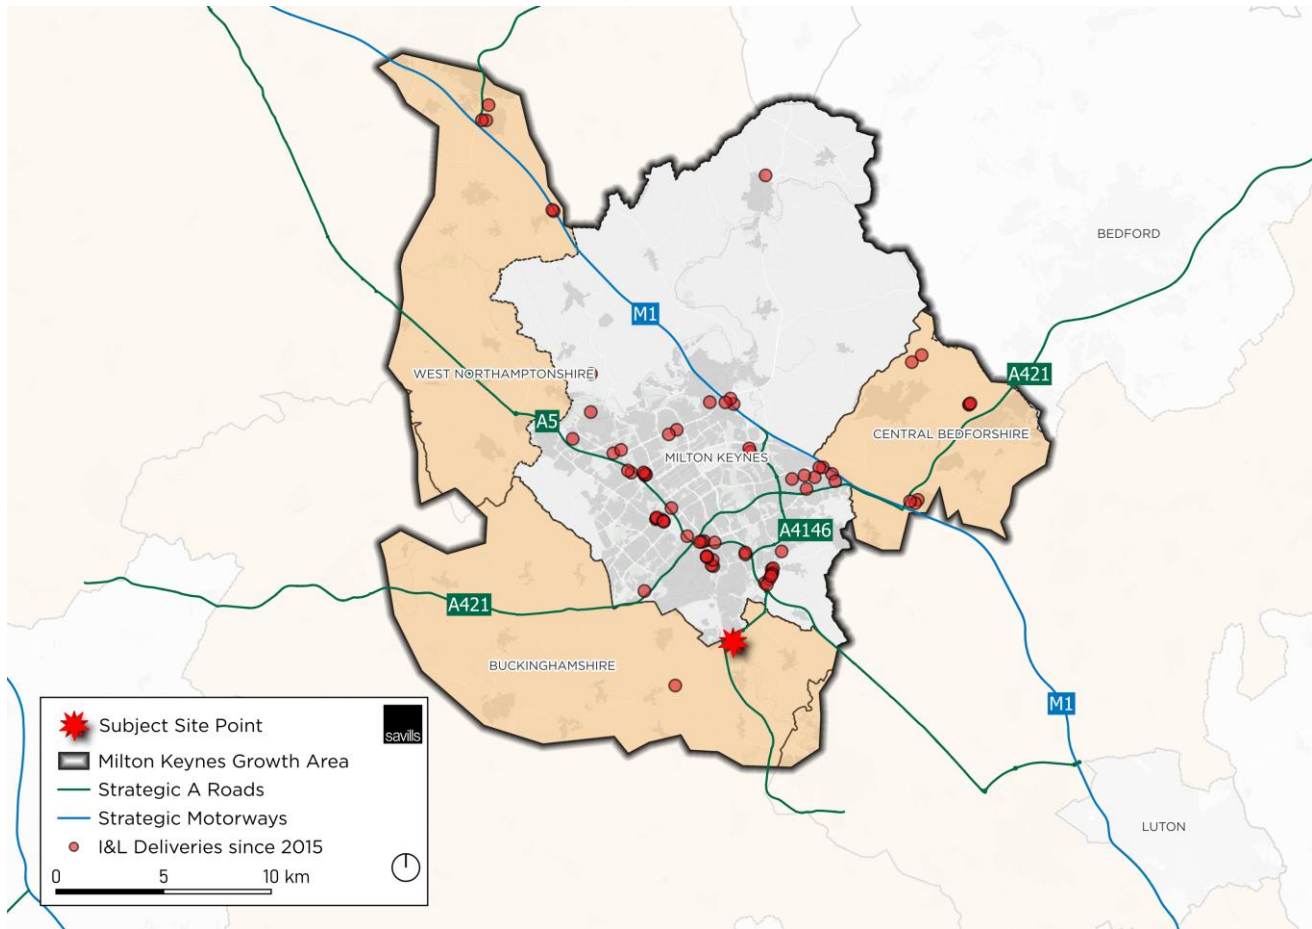 BEDFORD
M1
WEST NORTHAMPTONSHIRE
A421
A5
CENTRAL BEDFORSHIRE
MILTON KEYNES
A4146
A421
BUCKINGHAMSHIRE
M1
LUTON
Subject Site Point
savills
Milton Keynes Growth Area
Strategic A Roads
Strategic Motorways
I&L Deliveries since 2015
0 5 10 km